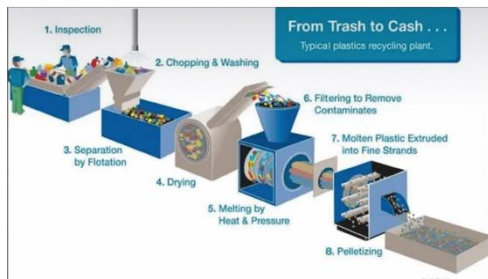 From Trash to Cash . . .
Typical plastics recycling plant.
1. Inspection
2. Chopping & Washing
3. Separation
by Flotation
4. Drying
5. Melting by
Heat & Pressure
6. Filtering to Remove
Contaminates
7. Molten Plastic Extruded
into Fine Strands
8. Pelletizing